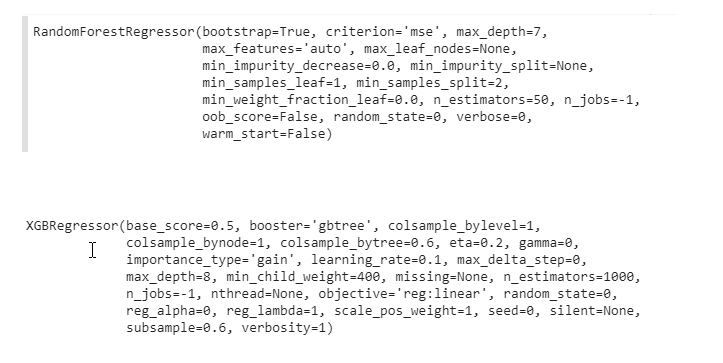 RandomForestRegressor(bootstrap=True, criterion='mse', max_depth=7,
max_features='auto', max_leaf_nodes=None,
min_impurity_decrease=0.0, min_impurity_split=None,
min_samples_leaf=1, min_samples_split=2,
min_weight_fraction_leaf=0.0, n_estimators=50, n_jobs=-1,
oob_score=False, random_state=0, verbose=0,
warm_start=False)
XGBRegressor(base_score=0.5, booster='gbtree', colsample_bylevel=1,
colsample_bynode=1, colsample_bytree=0.6, eta=0.2, gamma=0,
importance_type='gain', learning_rate=0.1, max_delta_step=0,
max_depth=8, min_child_weight=400, missing=None, n_estimators=1000,
n_jobs=-1, nthread=None, objective='reg:linear', random_state=0,
reg_alpha=0, reg_lambda=1, scale_pos_weight=1, seed=0, silent=None,
subsample=0.6, verbosity=1)